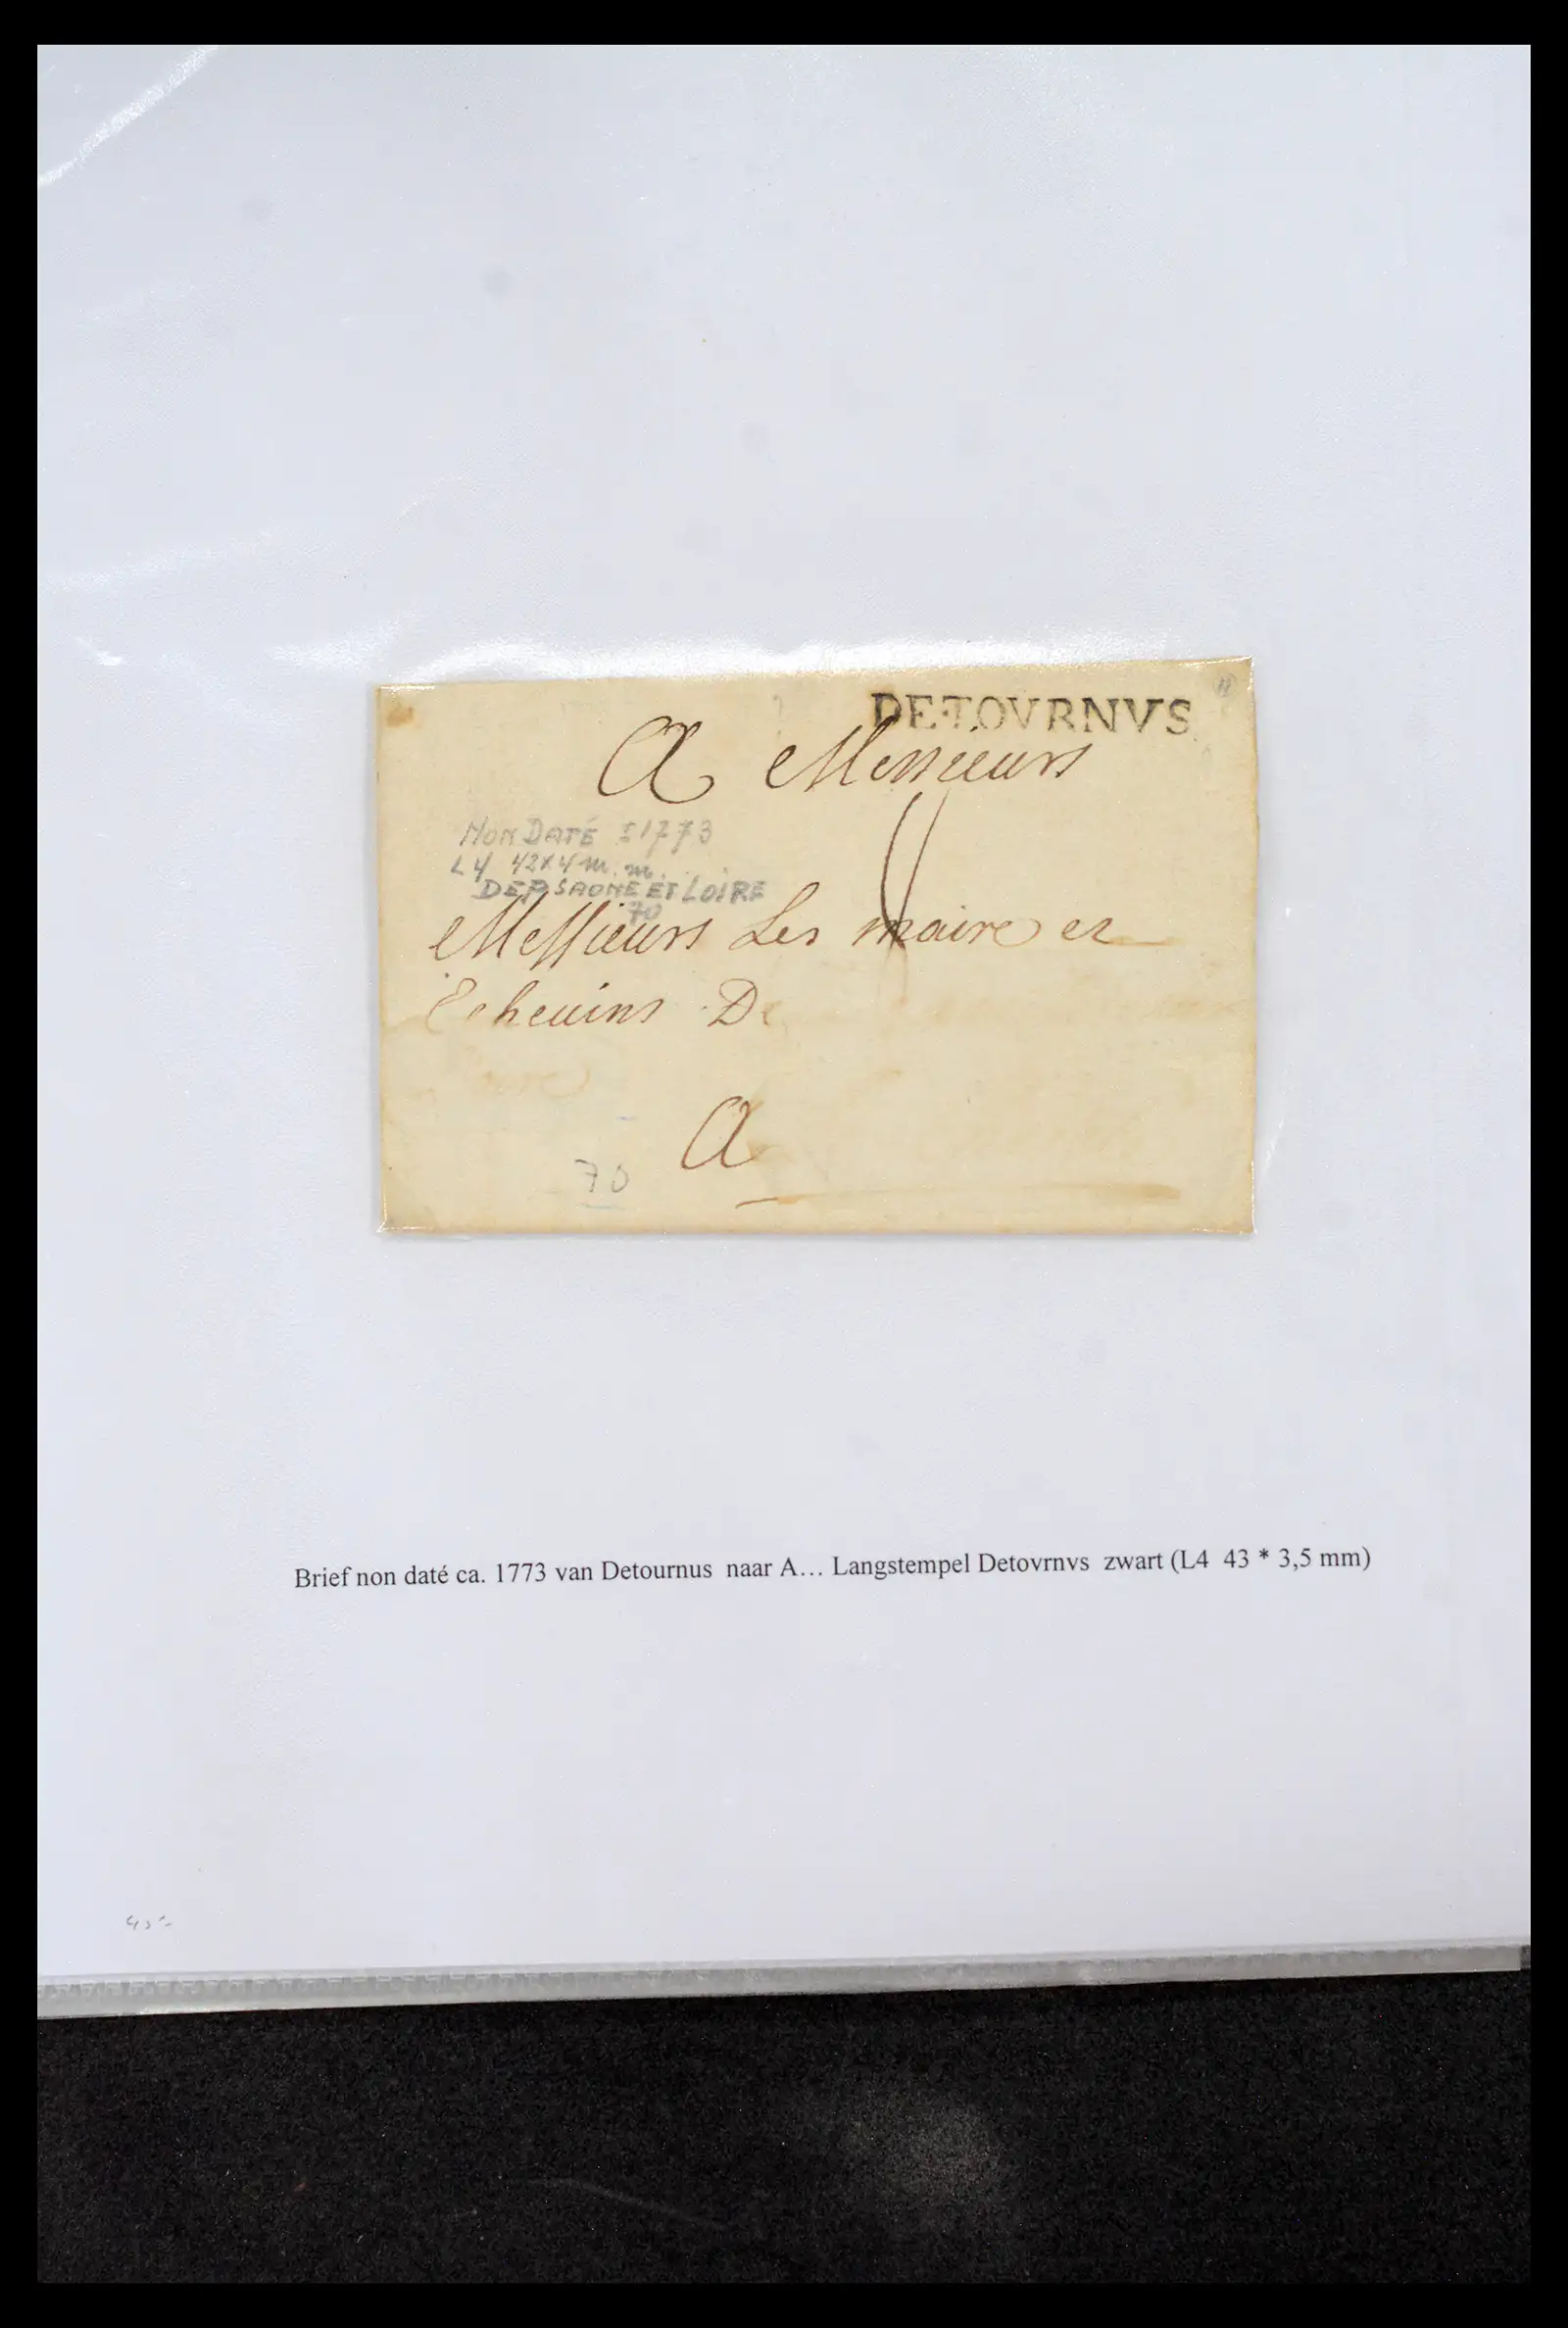 DETOVRNVS
A Messieurs
NON DATÉ ± 1773
L4 42x4 m.m.
DEP SAONE ET LOIRE
70
Messieurs Les maire et
Echeuins De
A
70
Brief non daté ca. 1773 van Detournus naar A... Langstempel Detovrnvs zwart (L4 43 * 3,5 mm)